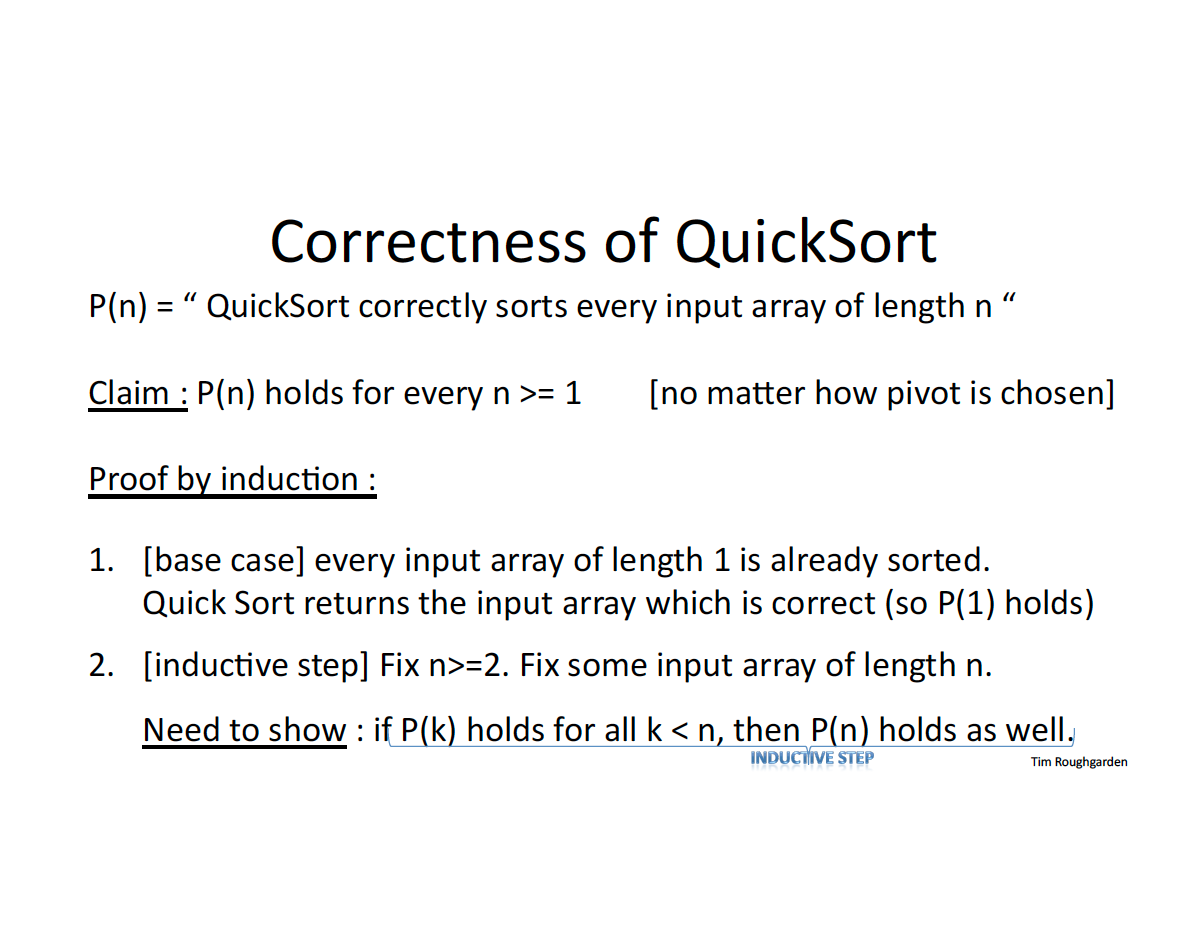 Correctness of QuickSort
P(n) = “ QuickSort correctly sorts every input array of length n “
Claim : P(n) holds for every n >= 1 [no matter how pivot is chosen]
Proof by induction :
1. [base case] every input array of length 1 is already sorted.
Quick Sort returns the input array which is correct (so P(1) holds)
2. [inductive step] Fix n>=2. Fix some input array of length n.
Need to show : if P(k) holds for all k < n, then P(n) holds as well.
INDUCTIVE STEP
Tim Roughgarden